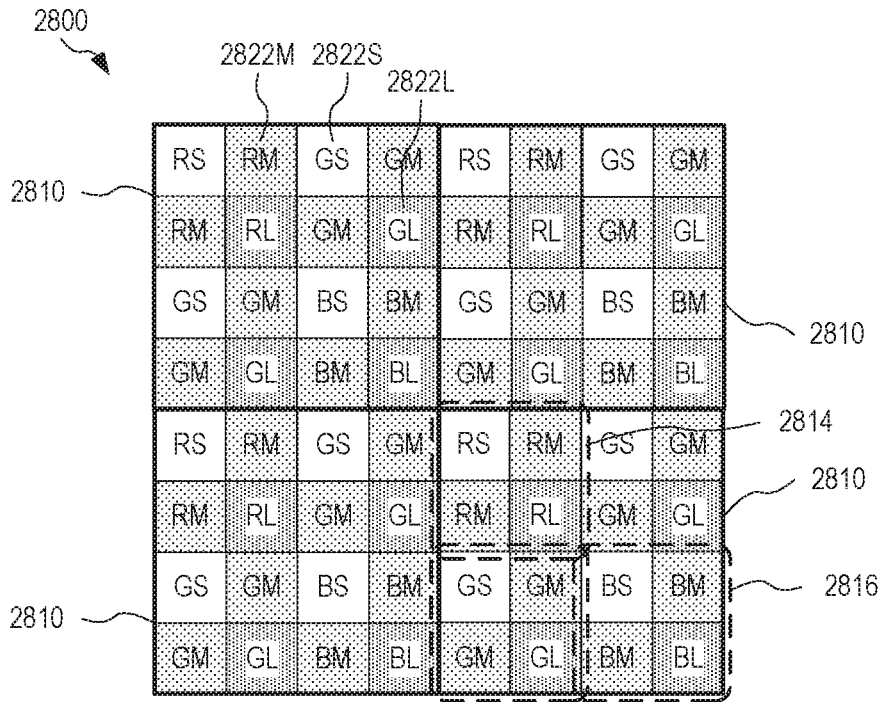 2800
2822M 2822S
2822L
RS RM GS GM RS RM GS GM
2810
RM RL GM GL RM RL GM GL
GS GM BS BM GS GM BS BM
2810
GM GL BM BL GM GL BM BL
2814
RS RM GS GM RS RM GS GM
2810
RM RL GM GL RM RL GM GL
GS GM BS BM GS GM BS BM
2816
2810
GM GL BM BL GM GL BM BL